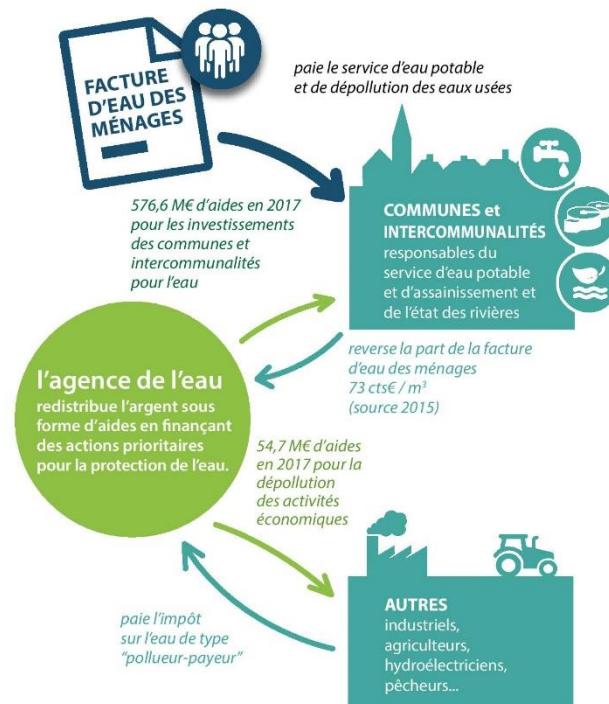 FACTURE
D'EAU DES
MÉNAGES
paie le service d'eau potable
et de dépollution des eaux usées
576,6 M€ d'aides en 2017
pour les investissements
des communes et
intercommunalités
pour l'eau
COMMUNES et
INTERCOMMUNALITÉS
responsables du
service d'eau potable
et d'assainissement et
de l'état des rivières
reverse la part de la facture
d'eau des ménages
73 cts€ / m³
(source 2015)
l'agence de l'eau
redistribue l'argent sous
forme d'aides en finançant
des actions prioritaires
pour la protection de l'eau.
54,7 M€ d'aides
en 2017 pour la
dépollution
des activités
économiques
paie l'impôt
sur l'eau de type
"pollueur-payeur"
AUTRES
industriels,
agriculteurs,
hydroélectriciens,
pêcheurs...